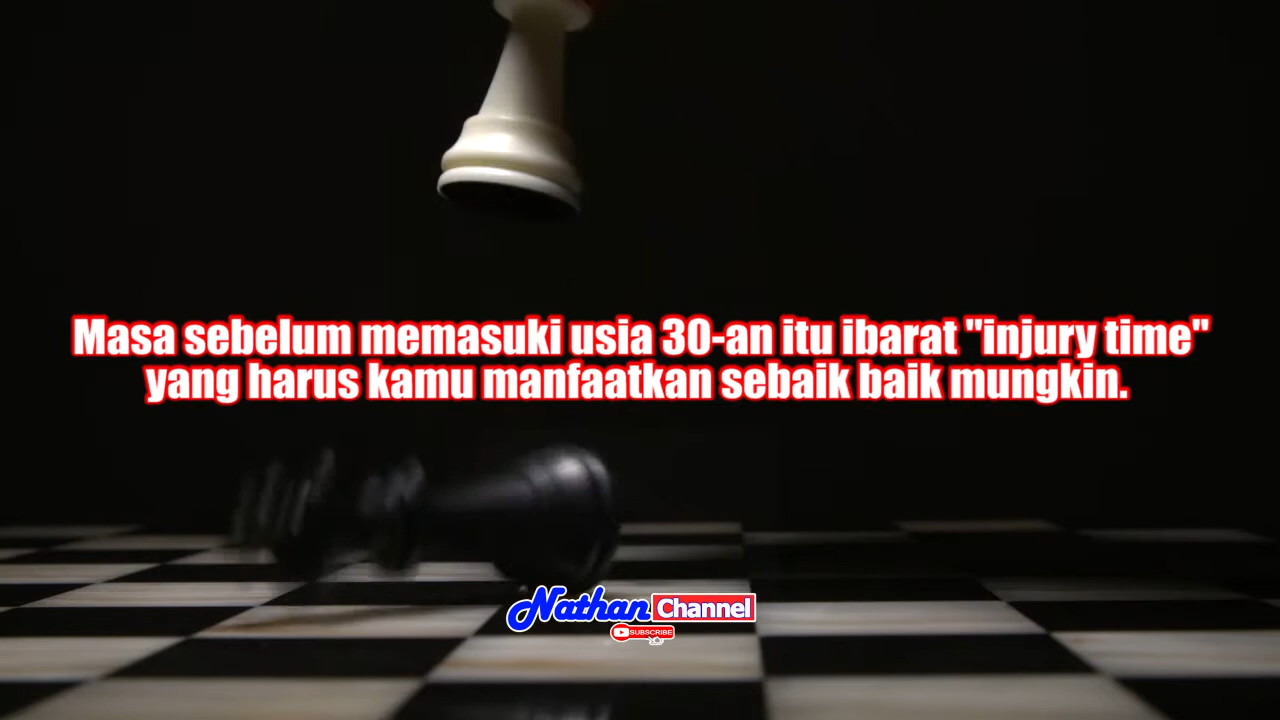 Masa sebelum memasuki usia 30-an itu ibarat "injury time"
yang harus kamu manfaatkan sebaik baik mungkin.
Nathan Channel
SUBSCRIBE